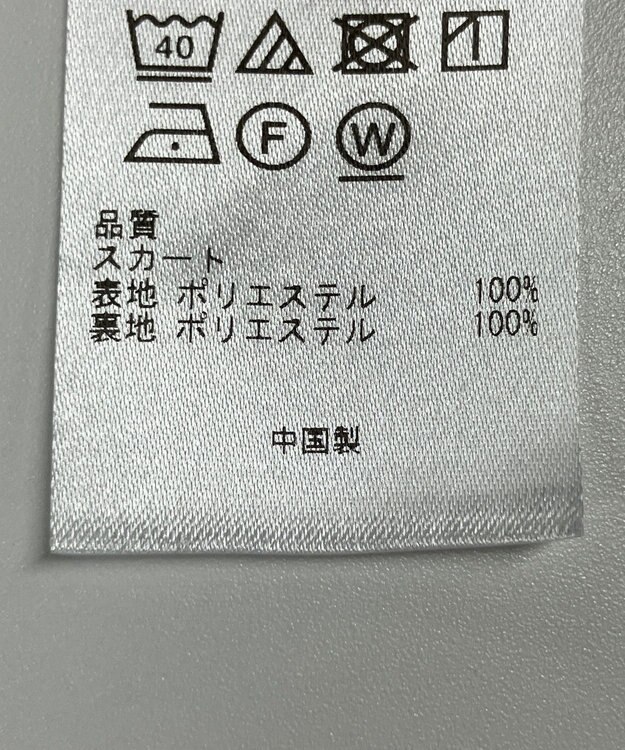 40
F W
品質
スカート
表地 ポリエステル 100%
裏地 ポリエステル 100%
中国製